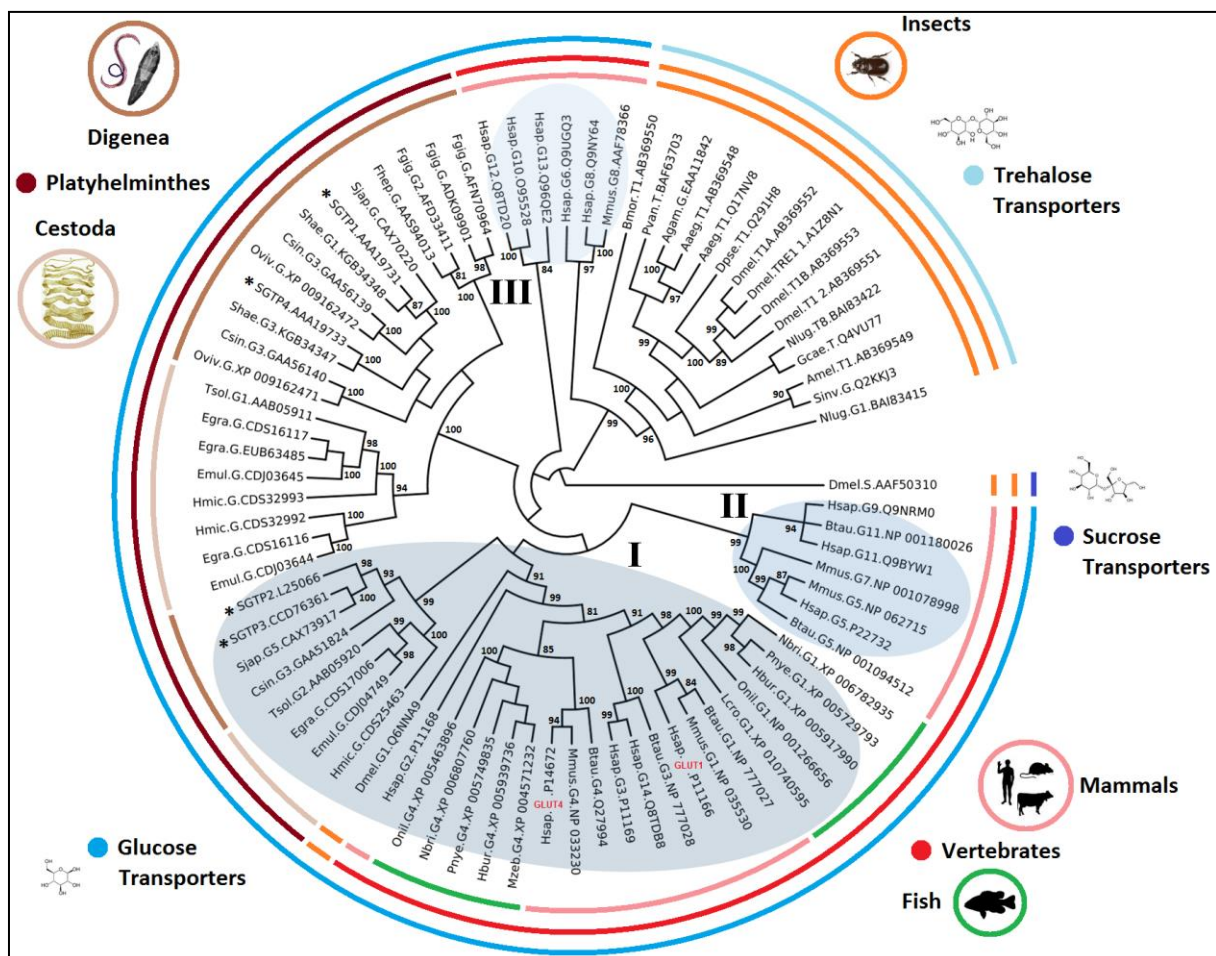 Insects
Digenea
Platyhelminthes
Cestoda
Trehalose
Transporters
Sucrose
Transporters
Mammals
Vertebrates
Fish
Glucose
Transporters
III
II
I
Hsap.G12.Q8TD20
Hsap.G10.O95528
Hsap.G13.Q96QE2
Hsap.G6.Q9UGQ3
Hsap.G8.Q9NY64
Mmus.G8.AAF78366
Bmor.T1.AB369550
Pvan.T.BAF63703
Agam.G.EAA11842
Aaeg.T1.AB369548
Aaeg.T1.Q17NV8
Dpse.T1.Q291H8
Dmel.T1A.AB369552
Dmel.TRE1 1.A1Z8N1
Dmel.T1B.AB369553
Dmel.T1 2.AB369551
Nlug.T8.BAI83422
Gcae.T.Q4VU77
Amel.T1.AB369549
Sinv.G.Q2KKJ3
Nlug.G1.BAI83415
Dmel.S.AAF50310
Hsap.G9.Q9NRM0
Btau.G11.NP 001180026
Hsap.G11.Q9BYW1
Mmus.G7.NP 001078998
Mmus.G5.NP 062715
Hsap.G5.P22732
Btau.G5.NP 001094512
Nbri.G1.XP 006782935
Pnye.G1.XP 005729793
Hbur.G1.XP 005917990
Onil.G1.NP 001266656
Lcro.G1.XP 010740595
Btau.G1.NP 777027
Mmus.G1.NP 035530
Hsap. GLUT1 .P11166
Btau.G3.NP 777028
Hsap.G14.Q8TDB8
Hsap.G3.P11169
Btau.G4.Q27994
Mmus.G4.NP 033230
Hsap. GLUT4 .P14672
Mzeb.G4.XP 004571232
Hbur.G4.XP 005939736
Pnye.G4.XP 005749835
Nbri.G4.XP 006807760
Onil.G4.XP 005463896
Hsap.G2.P11168
Dmel.G1.Q6NNA9
Hmic.G.CDS25463
Emul.G.CDJ04749
Egra.G.CDS17006
Tsol.G2.AAB05920
Csin.G3.GAA51824
Sjap.G5.CAX73917
* SGTP3.CCD76361
* SGTP2.L25066
Emul.G.CDJ03644
Egra.G.CDS16116
Hmic.G.CDS32992
Hmic.G.CDS32993
Emul.G.CDJ03645
Egra.G.EUB63485
Egra.G.CDS16117
Tsol.G1.AAB05911
Oviv.G.XP 009162471
Csin.G3.GAA56140
Shae.G3.KGB34347
* SGTP4.AAA19733
Oviv.G.XP 009162472
Csin.G3.GAA56139
Shae.G1.KGB34348
* SGTP1.AAA19731
Sjap.G.CAX70220
Fhep.G.AAS94013
Fgig.G2.AFD33411
Fgig.G.ADK09901
Fgig.G.AFN70964